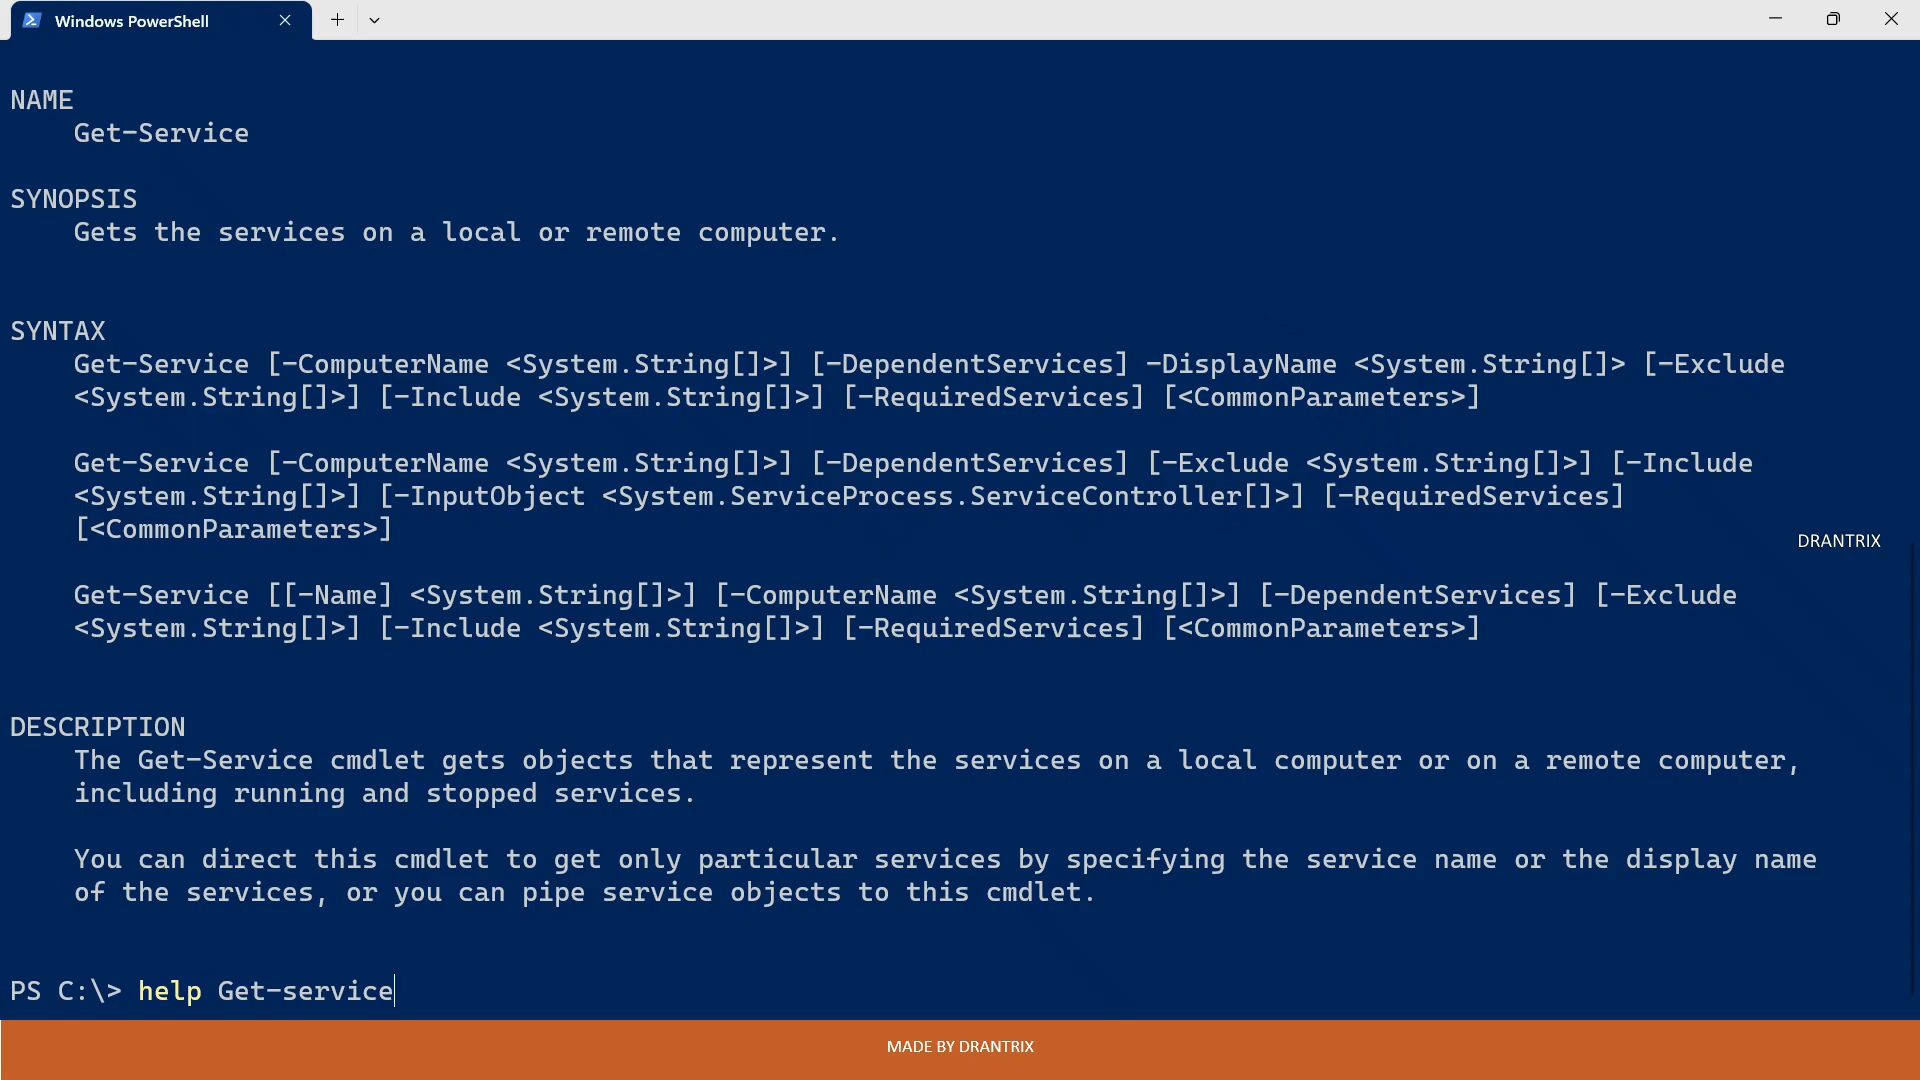 Windows PowerShell
NAME
Get-Service
SYNOPSIS
Gets the services on a local or remote computer.
SYNTAX
Get-Service [-ComputerName <System.String[]>] [-DependentServices] -DisplayName <System.String[]> [-Exclude
<System.String[]>] [-Include <System.String[]>] [-RequiredServices] [<CommonParameters>]
Get-Service [-ComputerName <System.String[]>] [-DependentServices] [-Exclude <System.String[]>] [-Include
<System.String[]>] [-InputObject <System.ServiceProcess.ServiceController[]>] [-RequiredServices]
[<CommonParameters>]
DRANTRIX
Get-Service [[-Name] <System.String[]>] [-ComputerName <System.String[]>] [-DependentServices] [-Exclude
<System.String[]>] [-Include <System.String[]>] [-RequiredServices] [<CommonParameters>]
DESCRIPTION
The Get-Service cmdlet gets objects that represent the services on a local computer or on a remote computer,
including running and stopped services.
You can direct this cmdlet to get only particular services by specifying the service name or the display name
of the services, or you can pipe service objects to this cmdlet.
PS C:\> help Get-service
MADE BY DRANTRIX